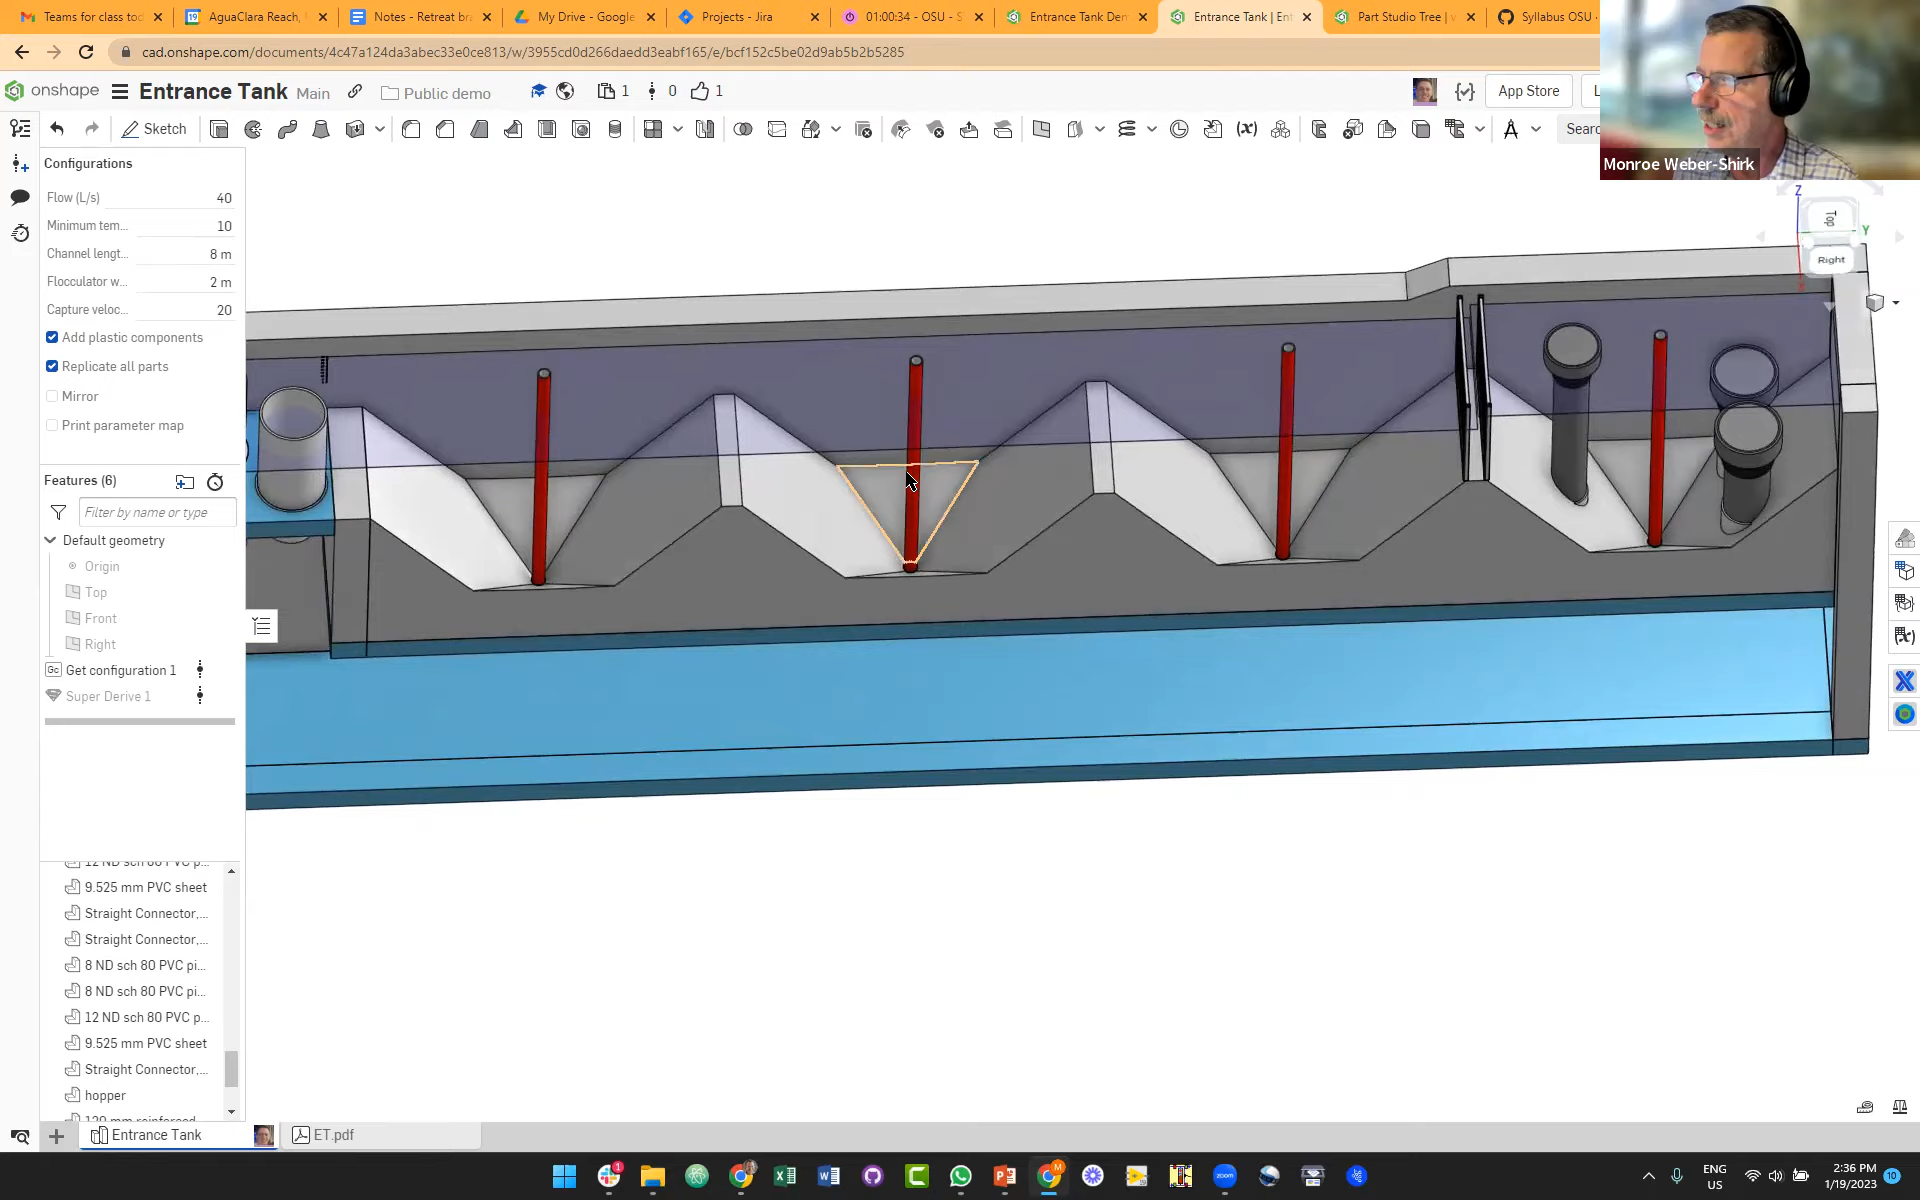 Teams for class tod
AguaClara Reach,
Notes - Retreat br
My Drive - Google
Projects - Jira
01:00:34 - OSU - S
Entrance Tank Dem
Entrance Tank | Ent
Part Studio Tree | v
Syllabus OSU
cad.onshape.com/documents/4c47a124da3abec33e0ce813/w/3955cd0d266daedd3eabf165/e/bcf152c5be02d9ab5b2b5285
onshape
Entrance Tank Main
Public demo
1
0
1
App Store
Sketch
Sear
Monroe Weber-Shirk
Configurations
Flow (L/s) 40
Minimum tem... 10
Channel lengt... 8 m
Flocculator w... 2 m
Capture veloc... 20
Add plastic components
Replicate all parts
Mirror
Print parameter map
Features (6)
Filter by name or type
Default geometry
Origin
Top
Front
Right
Gc Get configuration 1
Super Derive 1
9.525 mm PVC sheet
Straight Connector,...
Straight Connector,...
8 ND sch 80 PVC pi...
8 ND sch 80 PVC pi...
12 ND sch 80 PVC p...
9.525 mm PVC sheet
Straight Connector,...
hopper
Z
Top
Y
Right
Entrance Tank
ET.pdf
ENG
US
2:36 PM
1/19/2023
10